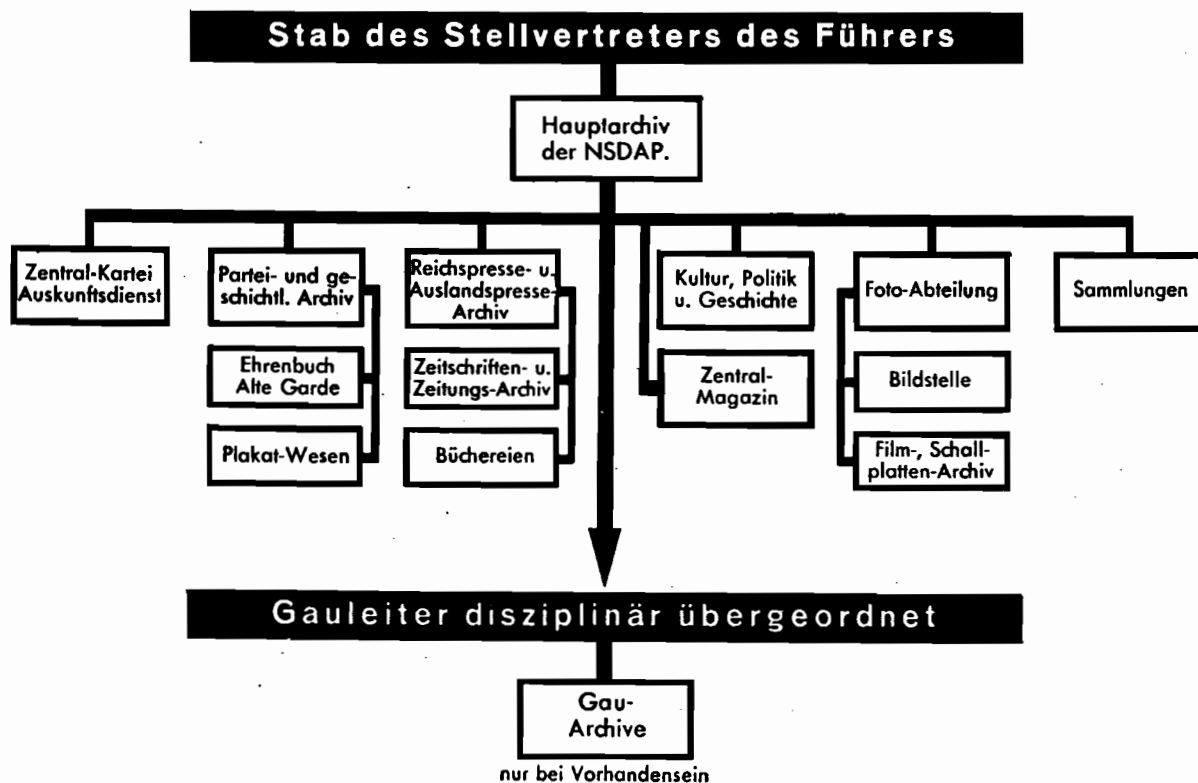 Stab des Stellvertreters des Führers
Hauptarchiv
der NSDAP.
Zentral-Kartei
Auskunftsdienst
Partei- und ge-
schichtl. Archiv
Ehrenbuch
Alte Garde
Plakat-Wesen
Reichspresse- u.
Auslandspresse-
Archiv
Zeitschriften- u.
Zeitungs-Archiv
Büchereien
Kultur, Politik
u. Geschichte
Zentral-
Magazin
Foto-Abteilung
Bildstelle
Film-, Schall-
platten-Archiv
Sammlungen
Gauleiter disziplinär übergeordnet
Gau-
Archive
nur bei Vorhandensein